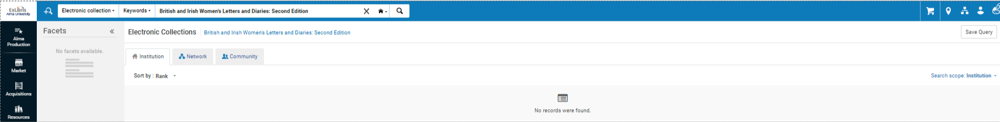 ExLibris
Alma University
Electronic collection
Keywords
British and Irish Women's Letters and Diaries: Second Edition
Alma
Production
Market
Acquisitions
Resources
Facets
No facets available.
Electronic Collections
British and Irish Women's Letters and Diaries: Second Edition
Save Query
Institution
Network
Community
Sort by : Rank
Search scope: Institution
No records were found.